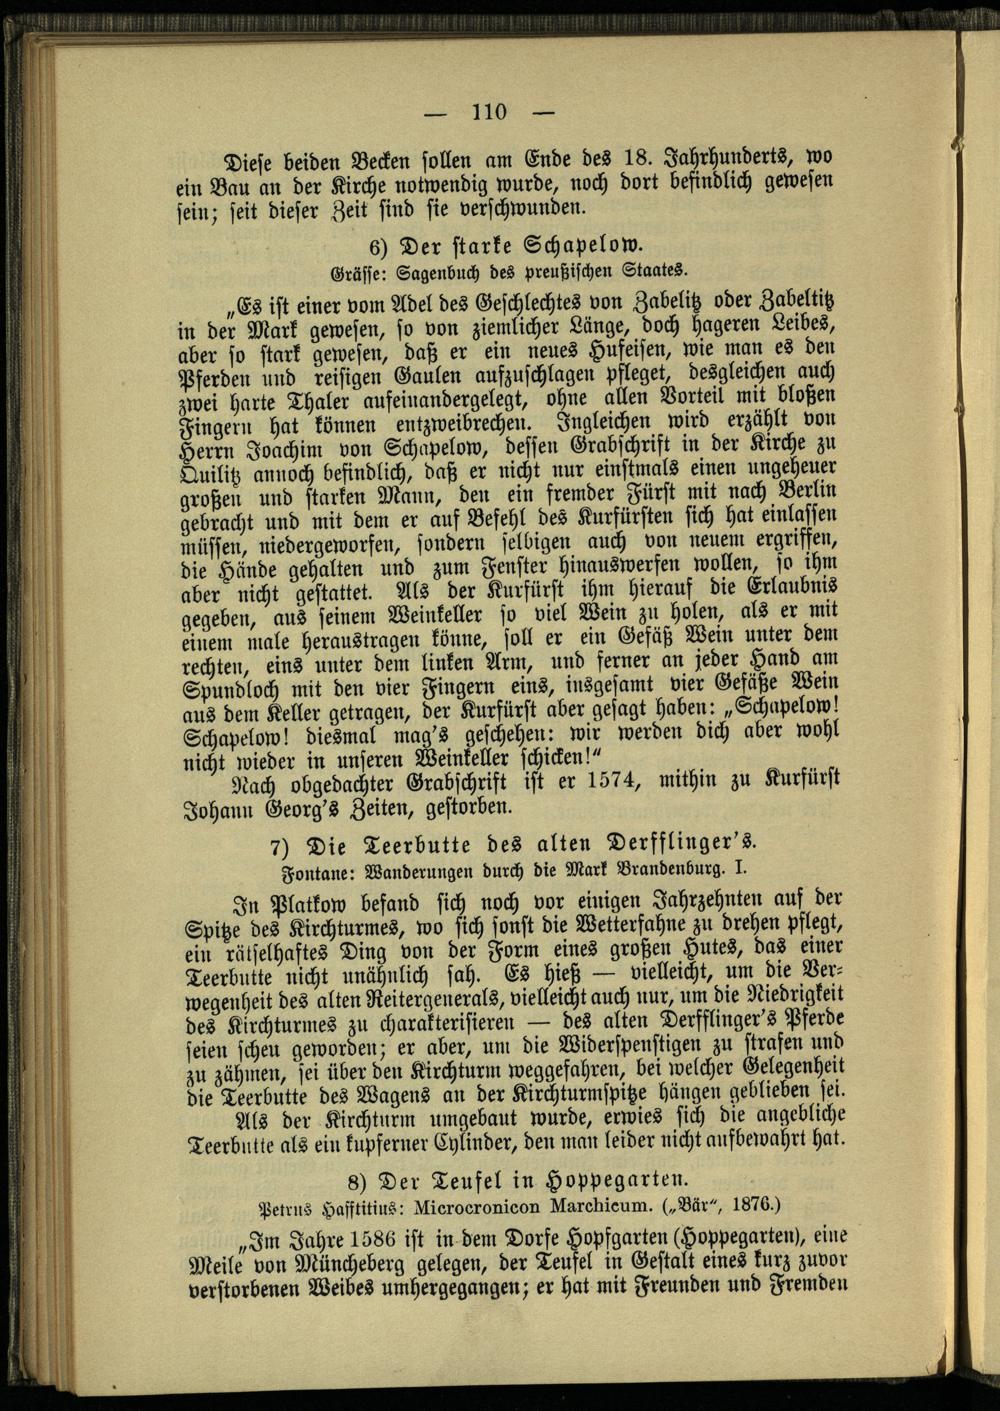 — 110 —
Diese beiden Becken sollen am Ende des 18. Jahrhunderts, wo
ein Bau an der Kirche notwendig wurde, noch dort befindlich gewesen
sein; seit dieser Zeit sind sie verschwunden.
6) Der starke Schapelow.
Grässe: Sagenbuch des preußischen Staates.
„Es ist einer vom Adel des Geschlechtes von Zabelitz oder Zabeltitz
in der Mark gewesen, so von ziemlicher Länge, doch hageren Leibes,
aber so stark gewesen, daß er ein neues Hufeisen, wie man es den
Pferden und reisigen Gaulen aufzuschlagen pfleget, desgleichen auch
zwei harte Thaler aufeinandergelegt, ohne allen Vorteil mit bloßen
Fingern hat können entzweibrechen. Ingleichen wird erzählt von
Herrn Joachim von Schapelow, dessen Grabschrift in der Kirche zu
Quilitz annoch befindlich, daß er nicht nur einstmals einen ungeheuer
großen und starken Mann, den ein fremder Fürst mit nach Berlin
gebracht und mit dem er auf Befehl des Kurfürsten sich hat einlassen
müssen, niedergeworfen, sondern selbigen auch von neuem ergriffen,
die Hände gehalten und zum Fenster hinauswerfen wollen, so ihm
aber nicht gestattet. Als der Kurfürst ihm hierauf die Erlaubnis
gegeben, aus seinem Weinkeller so viel Wein zu holen, als er mit
einem male heraustragen könne, soll er ein Gefäß Wein unter dem
rechten, eins unter dem linken Arm, und ferner an jeder Hand am
Spundloch mit den vier Fingern eins, insgesamt vier Gefäße Wein
aus dem Keller getragen, der Kurfürst aber gesagt haben: „Schapelow!
Schapelow! diesmal mag's geschehen: wir werden dich aber wohl
nicht wieder in unseren Weinkeller schicken!“
Nach obgedachter Grabschrift ist er 1574, mithin zu Kurfürst
Johann Georg's Zeiten, gestorben.
7) Die Teerbutte des alten Derfflinger's.
Fontane: Wanderungen durch die Mark Brandenburg. I.
In Platkow befand sich noch vor einigen Jahrzehnten auf der
Spitze des Kirchturmes, wo sich sonst die Wetterfahne zu drehen pflegt,
ein rätselhaftes Ding von der Form eines großen Hutes, das einer
Teerbutte nicht unähnlich sah. Es hieß — vielleicht, um die Ver-
wegenheit des alten Reitergenerals, vielleicht auch nur, um die Niedrigkeit
des Kirchturmes zu charakterisieren — des alten Derfflinger's Pferde
seien scheu geworden; er aber, um die Widerspenstigen zu strafen und
zu zähmen, sei über den Kirchturm weggefahren, bei welcher Gelegenheit
die Teerbutte des Wagens an der Kirchturmspitze hängen geblieben sei.
Als der Kirchturm umgebaut wurde, erwies sich die angebliche
Teerbutte als ein kupferner Cylinder, den man leider nicht aufbewahrt hat.
8) Der Teufel in Hoppegarten.
Petrus Hafftitius: Microcronicon Marchicum. („Bär“, 1876.)
„Im Jahre 1586 ist in dem Dorfe Hopfgarten (Hoppegarten), eine
Meile von Müncheberg gelegen, der Teufel in Gestalt eines kurz zuvor
verstorbenen Weibes umhergegangen; er hat mit Freunden und Fremden